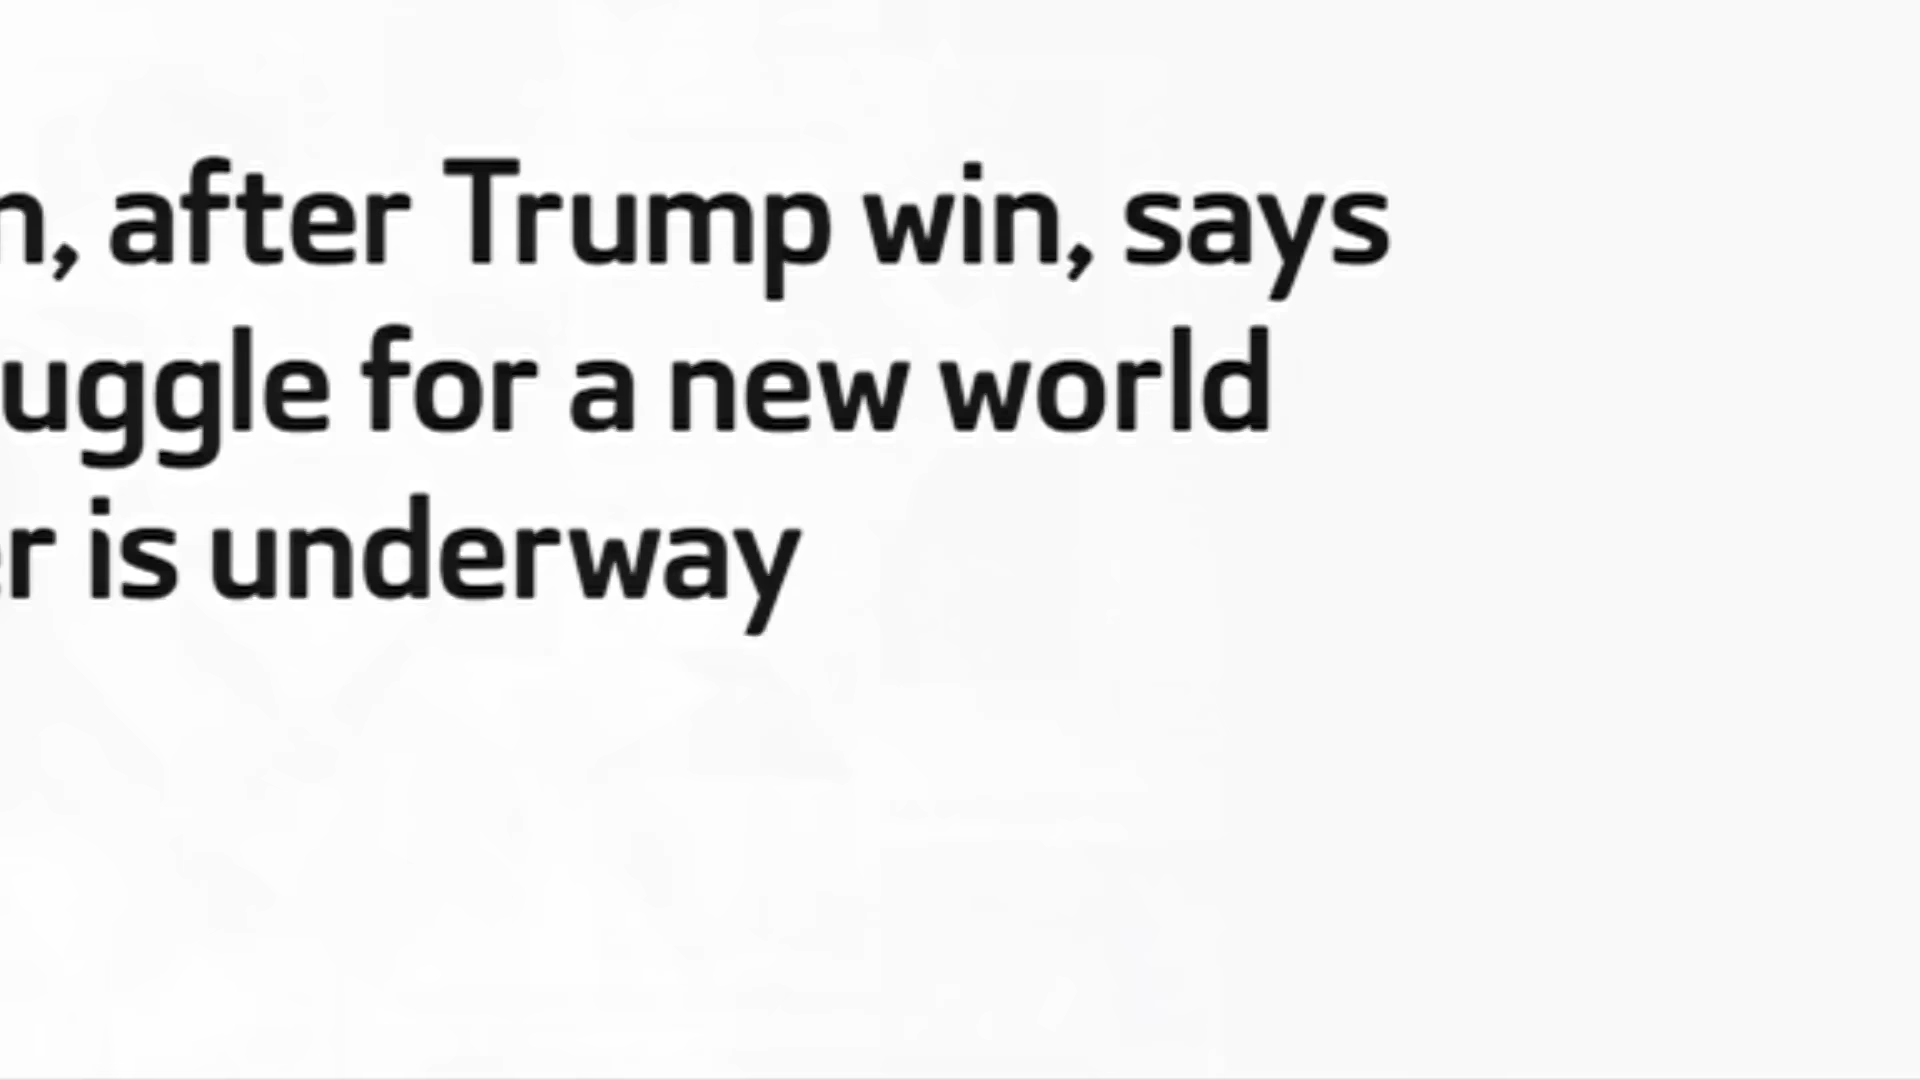 n, after Trump win, says
uggle for a new world
r is underway